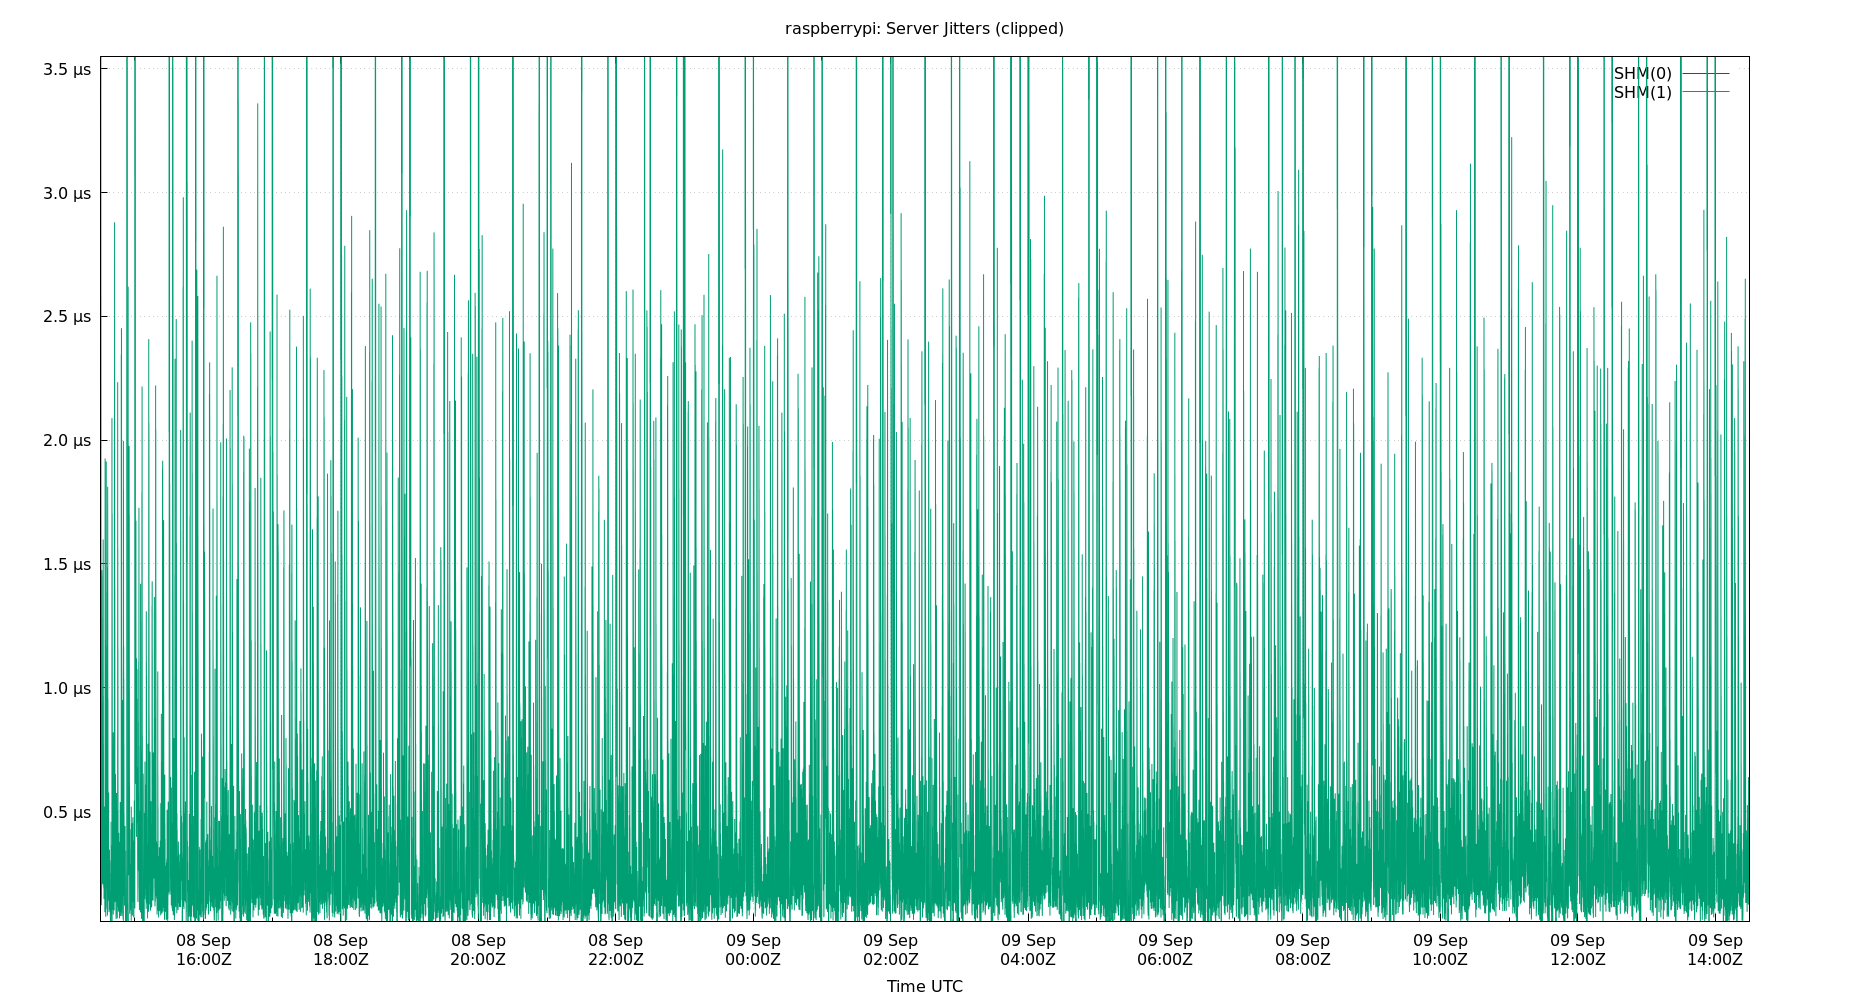 raspberrypi: Server Jitters (clipped)
SHM(0)
SHM(1)
3.5 µs
3.0 µs
2.5 µs
2.0 µs
1.5 µs
1.0 µs
0.5 µs
08 Sep 08 Sep 08 Sep 08 Sep 09 Sep 09 Sep 09 Sep 09 Sep 09 Sep 09 Sep 09 Sep 09 Sep
16:00Z 18:00Z 20:00Z 22:00Z 00:00Z 02:00Z 04:00Z 06:00Z 08:00Z 10:00Z 12:00Z 14:00Z
Time UTC